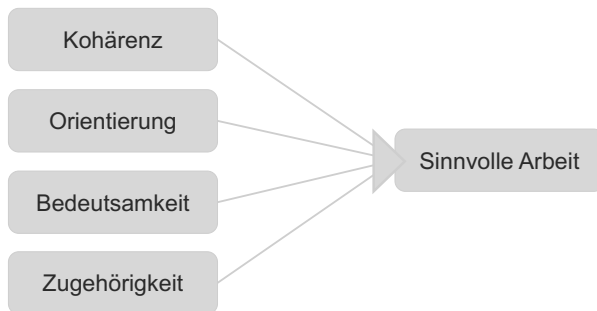 Kohärenz
Orientierung
Bedeutsamkeit
Zugehörigkeit
Sinnvolle Arbeit